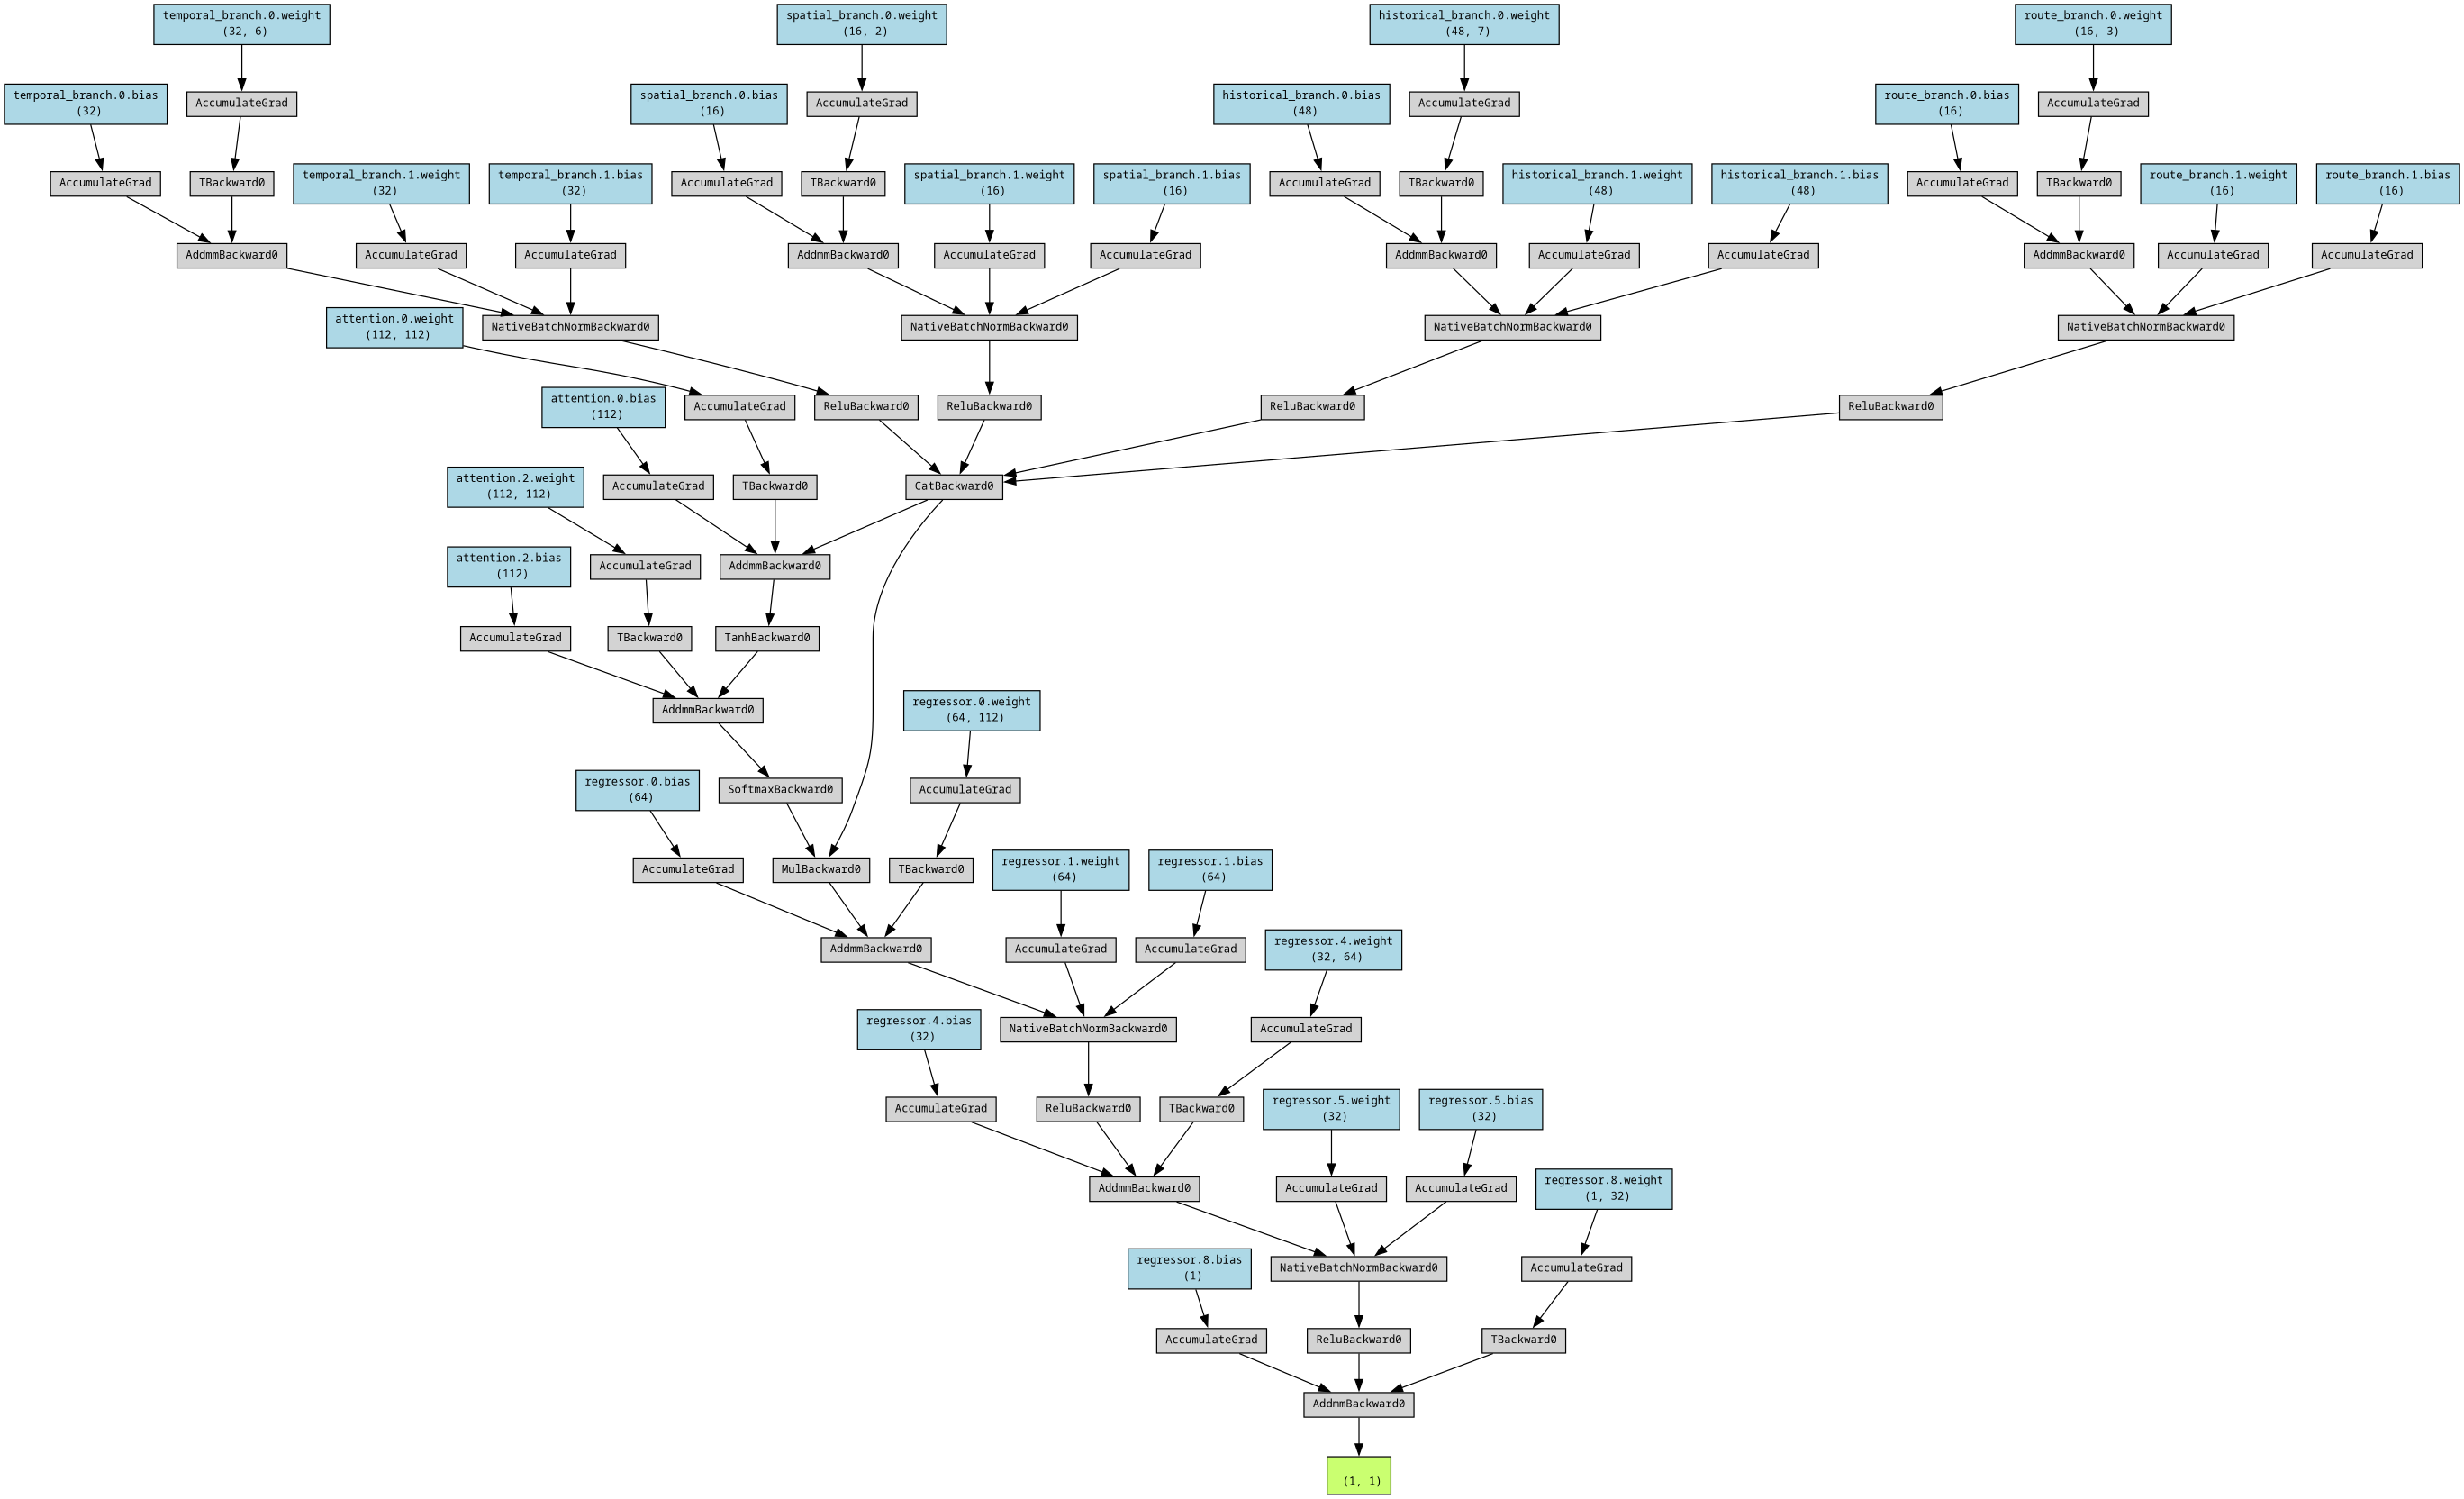 temporal_branch.0.weight
(32, 6)
spatial_branch.0.weight
(16, 2)
historical_branch.0.weight
(48, 7)
route_branch.0.weight
(16, 3)
temporal_branch.0.bias
(32)
AccumulateGrad
spatial_branch.0.bias
(16)
AccumulateGrad
historical_branch.0.bias
(48)
AccumulateGrad
route_branch.0.bias
(16)
AccumulateGrad
AccumulateGrad
TBackward0
temporal_branch.1.weight
(32)
temporal_branch.1.bias
(32)
AccumulateGrad
TBackward0
spatial_branch.1.weight
(16)
spatial_branch.1.bias
(16)
AccumulateGrad
TBackward0
historical_branch.1.weight
(48)
historical_branch.1.bias
(48)
AccumulateGrad
TBackward0
route_branch.1.weight
(16)
route_branch.1.bias
(16)
AddmmBackward0
AccumulateGrad
AccumulateGrad
AddmmBackward0
AccumulateGrad
AccumulateGrad
AddmmBackward0
AccumulateGrad
AccumulateGrad
AddmmBackward0
AccumulateGrad
AccumulateGrad
attention.0.weight
(112, 112)
NativeBatchNormBackward0
NativeBatchNormBackward0
NativeBatchNormBackward0
NativeBatchNormBackward0
attention.0.bias
(112)
AccumulateGrad
ReluBackward0
ReluBackward0
ReluBackward0
ReluBackward0
attention.2.weight
(112, 112)
AccumulateGrad
TBackward0
CatBackward0
attention.2.bias
(112)
AccumulateGrad
AddmmBackward0
AccumulateGrad
TBackward0
TanhBackward0
AddmmBackward0
regressor.0.weight
(64, 112)
regressor.0.bias
(64)
SoftmaxBackward0
AccumulateGrad
AccumulateGrad
MulBackward0
TBackward0
regressor.1.weight
(64)
regressor.1.bias
(64)
AddmmBackward0
AccumulateGrad
AccumulateGrad
regressor.4.weight
(32, 64)
regressor.4.bias
(32)
NativeBatchNormBackward0
AccumulateGrad
AccumulateGrad
ReluBackward0
TBackward0
regressor.5.weight
(32)
regressor.5.bias
(32)
AddmmBackward0
AccumulateGrad
AccumulateGrad
regressor.8.weight
(1, 32)
regressor.8.bias
(1)
NativeBatchNormBackward0
AccumulateGrad
AccumulateGrad
ReluBackward0
TBackward0
AddmmBackward0
(1, 1)